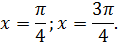 x = π/4; x = 3π/4.